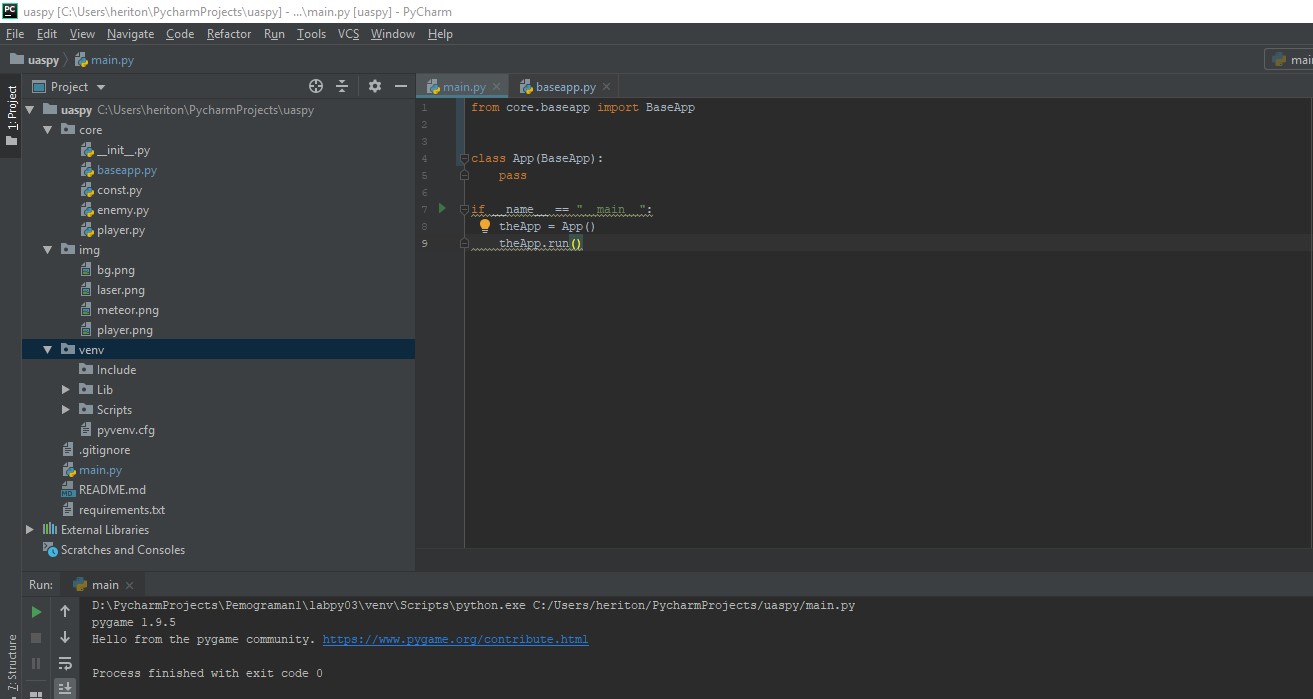 uaspy [C:\Users\heriton\PycharmProjects\uaspy] - ...\main.py [uaspy] - PyCharm
File Edit View Navigate Code Refactor Run Tools VCS Window Help
uaspy main.py
main
1: Project
Project
uaspy C:\Users\heriton\PycharmProjects\uaspy
core
__init__.py
baseapp.py
const.py
enemy.py
player.py
img
bg.png
laser.png
meteor.png
player.png
venv
Include
Lib
Scripts
pyvenv.cfg
.gitignore
main.py
README.md
requirements.txt
External Libraries
Scratches and Consoles
main.py baseapp.py
1 from core.baseapp import BaseApp
2
3
4 class App(BaseApp):
5 pass
6
7 if __name__ == "__main__":
8 theApp = App()
9 theApp.run()
Run: main
D:\PycharmProjects\Pemograman1\labpy03\venv\Scripts\python.exe C:/Users/heriton/PycharmProjects/uaspy/main.py
pygame 1.9.5
Hello from the pygame community. https://www.pygame.org/contribute.html
Process finished with exit code 0
7: Structure